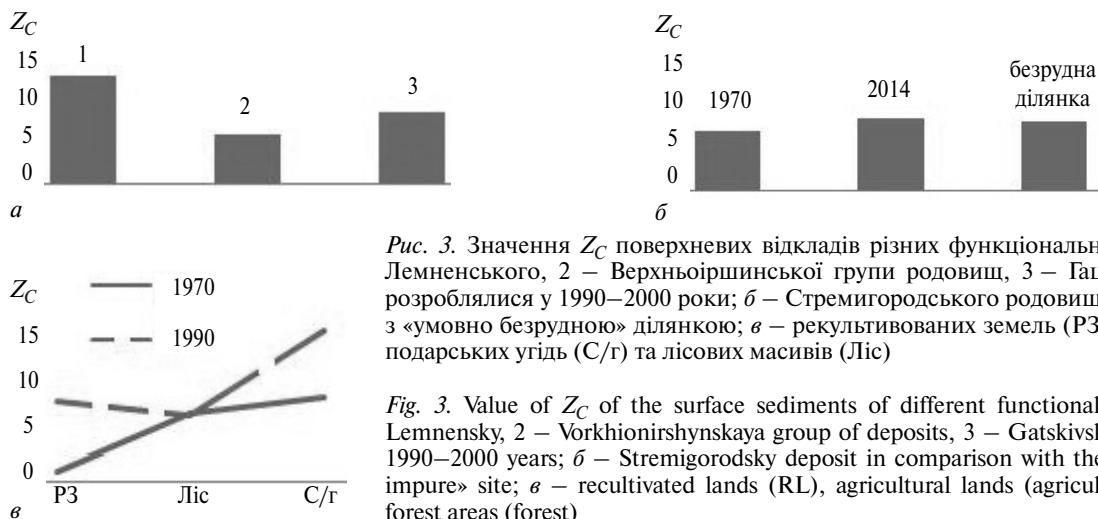 Z_C
15
10
5
0
1
2
3
а
Z_C
15
10
5
0
1970
2014
безрудна
ділянка
б
Z_C
15
10
5
0
1970
1990
РЗ Ліс С/г
в
Рис. 3. Значення Z_C поверхневих відкладів різних функціональн
Лемненського, 2 — Верхньоіршинської групи родовищ, 3 — Гац
розроблялися у 1990—2000 роки; б — Стремигородського родовищ
з «умовно безрудною» ділянкою; в — рекультивованих земель (РЗ
подарських угідь (С/г) та лісових масивів (Ліс)
Fig. 3. Value of Z_C of the surface sediments of different functional
Lemnensky, 2 — Vorkhionirshynskaya group of deposits, 3 — Gatskivsl
1990—2000 years; б — Stremigorodsky deposit in comparison with the
impure» site; в — recultivated lands (RL), agricultural lands (agricul
forest areas (forest)